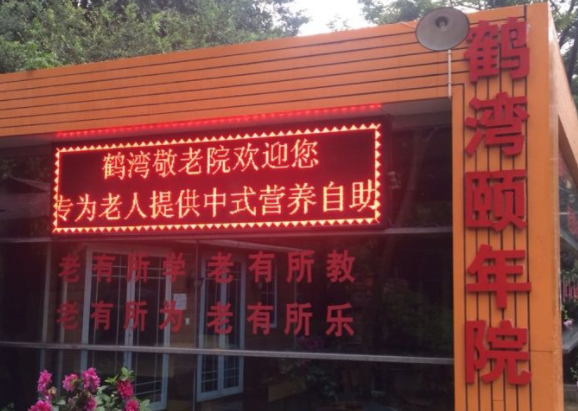 鹤湾敬老院欢迎您
专为老人提供中式营养自助
老有所学 老有所教
老有所为 老有所乐
鹤湾颐年院